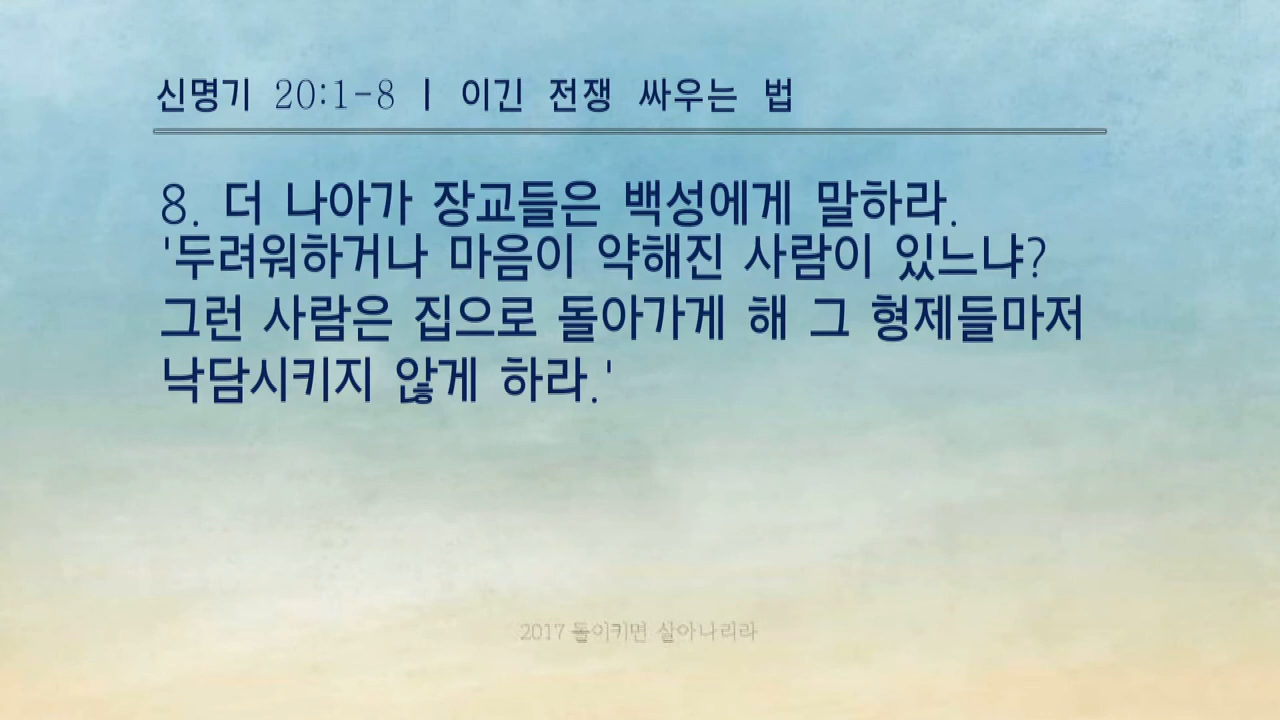 신명기 20:1-8 | 이긴 전쟁 싸우는 법
8. 더 나아가 장교들은 백성에게 말하라.
'두려워하거나 마음이 약해진 사람이 있느냐?
그런 사람은 집으로 돌아가게 해 그 형제들마저
낙담시키지 않게 하라.'
2017 돌이키면 살아나리라